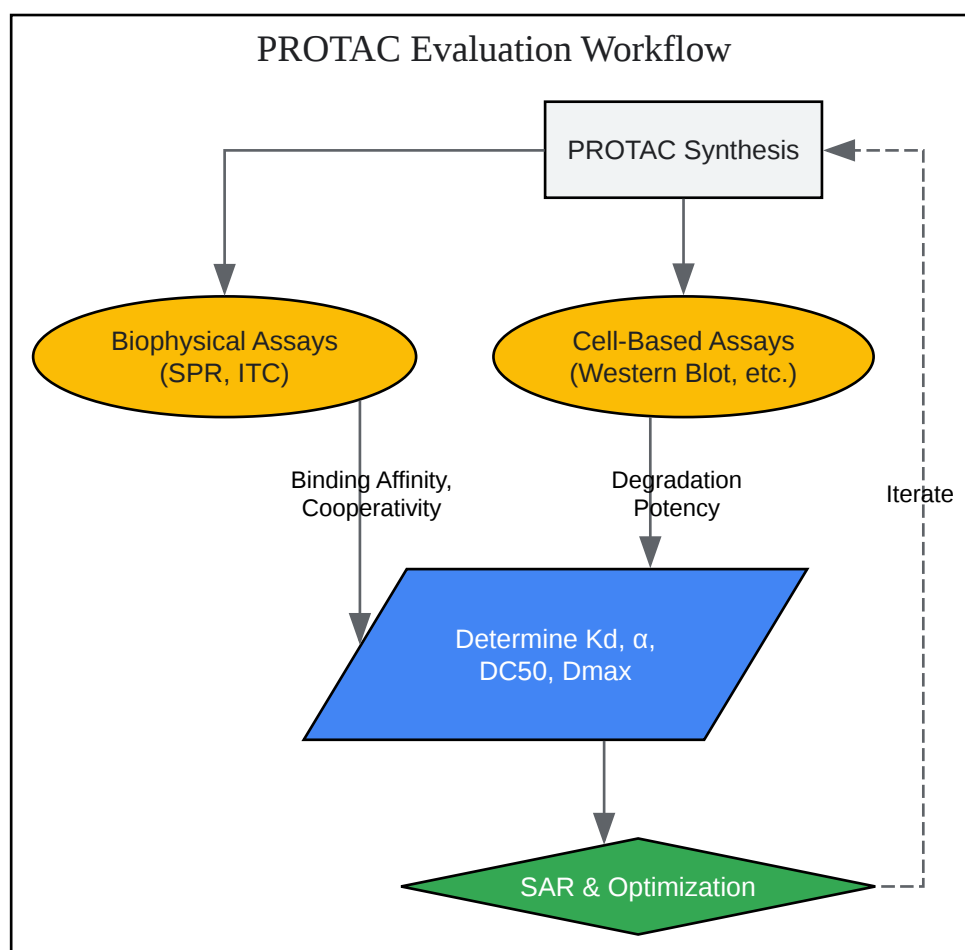 PROTAC Evaluation Workflow
PROTAC Synthesis
Biophysical Assays
(SPR, ITC)
Cell-Based Assays
(Western Blot, etc.)
Binding Affinity,
Cooperativity
Degradation
Potency
Iterate
Determine Kd, α,
DC50, Dmax
SAR & Optimization